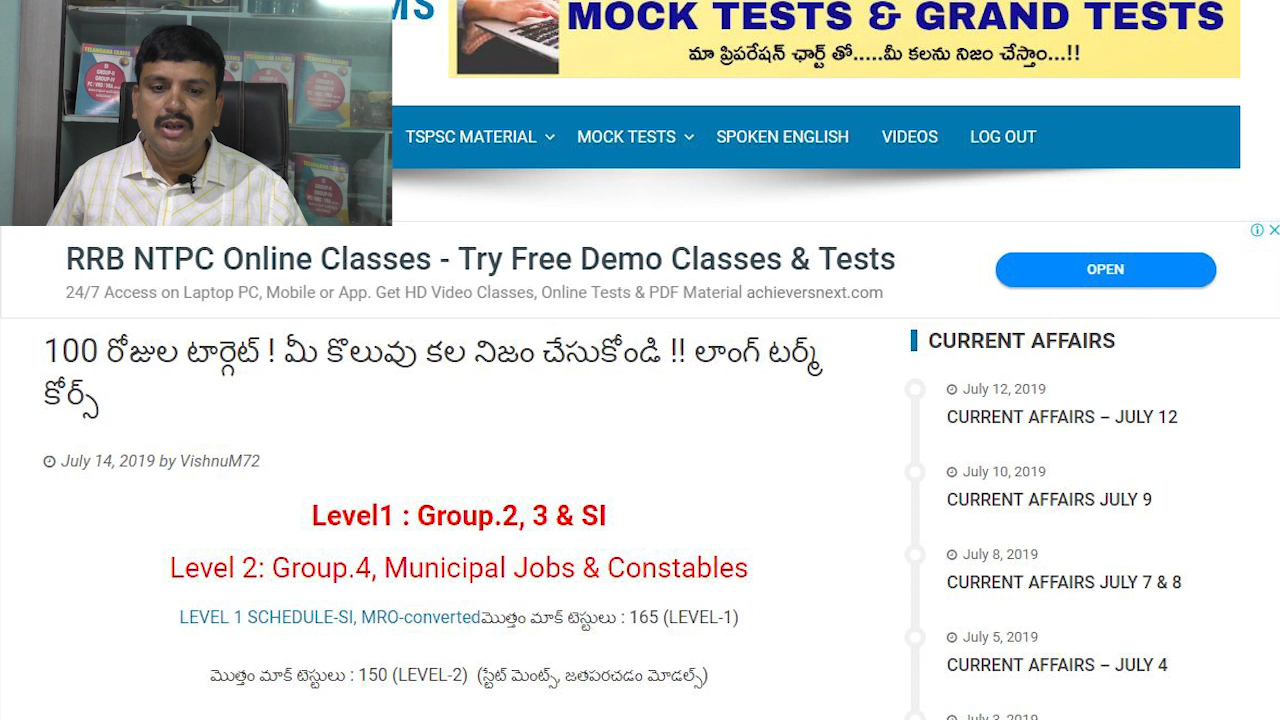 MS
MOCK TESTS & GRAND TESTS
మా ప్రిపరేషన్ ఛార్ట్ తో.....మీ కలను నిజం చేస్తాం...!!
TSPSC MATERIAL MOCK TESTS SPOKEN ENGLISH VIDEOS LOG OUT
RRB NTPC Online Classes - Try Free Demo Classes & Tests
24/7 Access on Laptop PC, Mobile or App. Get HD Video Classes, Online Tests & PDF Material achieversnext.com
OPEN
100 రోజుల టార్గెట్ ! మీ కొలువు కల నిజం చేసుకోండి !! లాంగ్ టర్మ్
కోర్స్
July 14, 2019 by VishnuM72
Level1 : Group.2, 3 & SI
Level 2: Group.4, Municipal Jobs & Constables
LEVEL 1 SCHEDULE-SI, MRO-convertedమొత్తం మాక్ టెస్టులు : 165 (LEVEL-1)
మొత్తం మాక్ టెస్టులు : 150 (LEVEL-2) (స్టేట్ మెంట్స్, జతపరచడం మోడల్స్)
CURRENT AFFAIRS
July 12, 2019
CURRENT AFFAIRS – JULY 12
July 10, 2019
CURRENT AFFAIRS JULY 9
July 8, 2019
CURRENT AFFAIRS JULY 7 & 8
July 5, 2019
CURRENT AFFAIRS – JULY 4
July 3, 2019